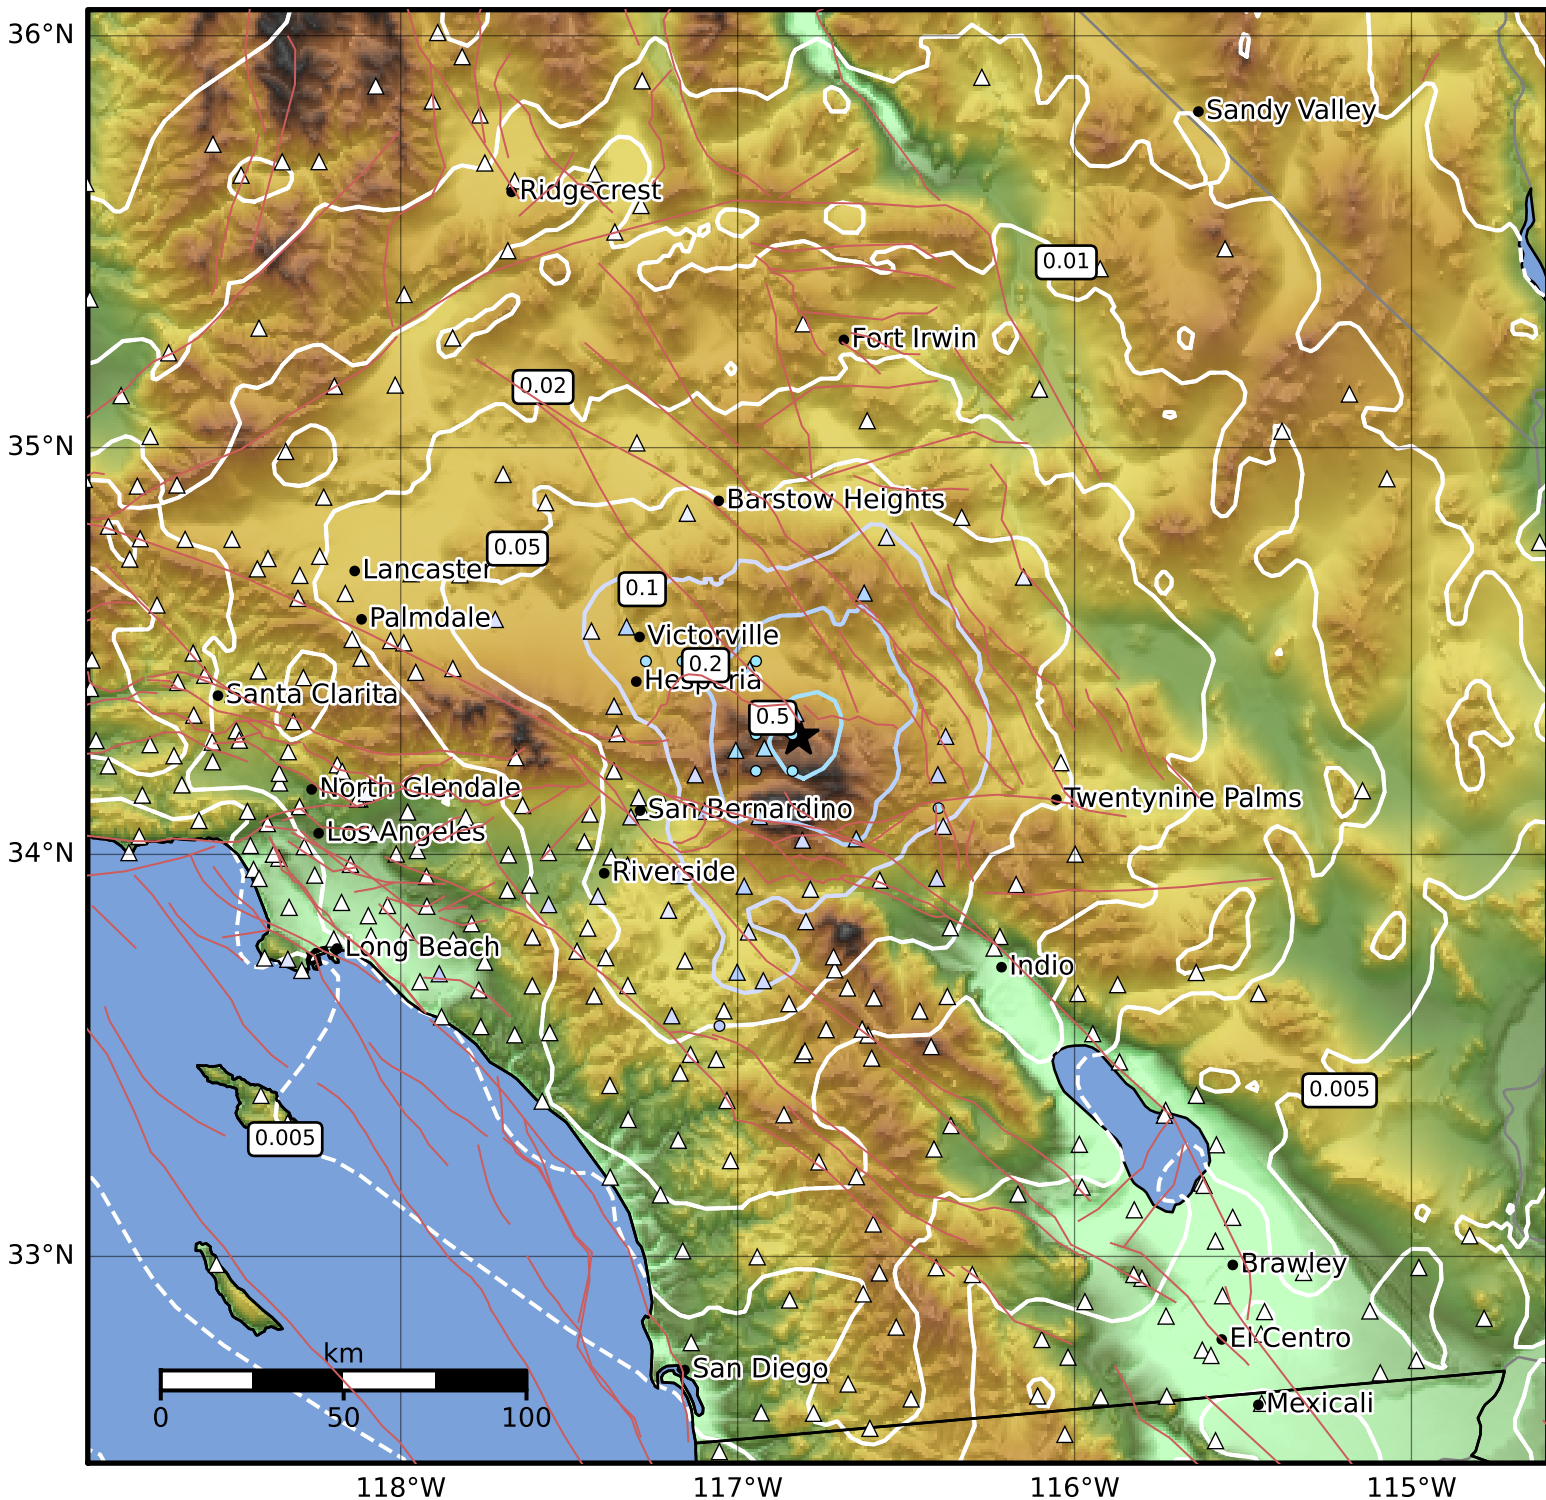 36°N
Sandy Valley
Ridgecrest
0.01
Fort Irwin
0.02
35°N
Barstow Heights
0.05
Lancaster
0.1
Palmdale
Victorville
0.2
Hesperia
Santa Clarita
0.5
North Glendale
San Bernardino
Twentynine Palms
Los Angeles
34°N
Riverside
Long Beach
Indio
0.005
0.005
33°N
Brawley
El Centro
km
San Diego
0 50 100
Mexicali
118°W 117°W 116°W 115°W